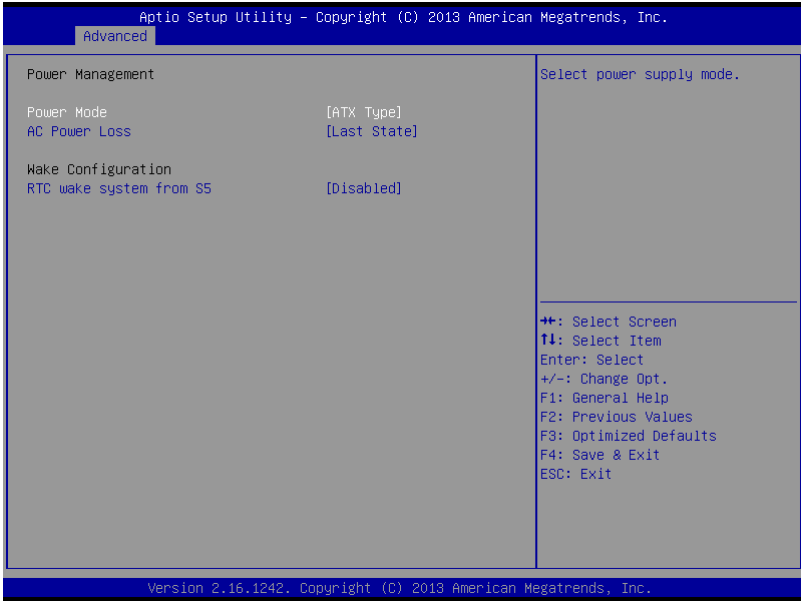 Aptio Setup Utility – Copyright (C) 2013 American Megatrends, Inc.
Advanced
Power Management
Power Mode [ATX Type]
AC Power Loss [Last State]
Wake Configuration
RTC wake system from S5 [Disabled]
Select power supply mode.
→←: Select Screen
↑↓: Select Item
Enter: Select
+/-: Change Opt.
F1: General Help
F2: Previous Values
F3: Optimized Defaults
F4: Save & Exit
ESC: Exit
Version 2.16.1242. Copyright (C) 2013 American Megatrends, Inc.